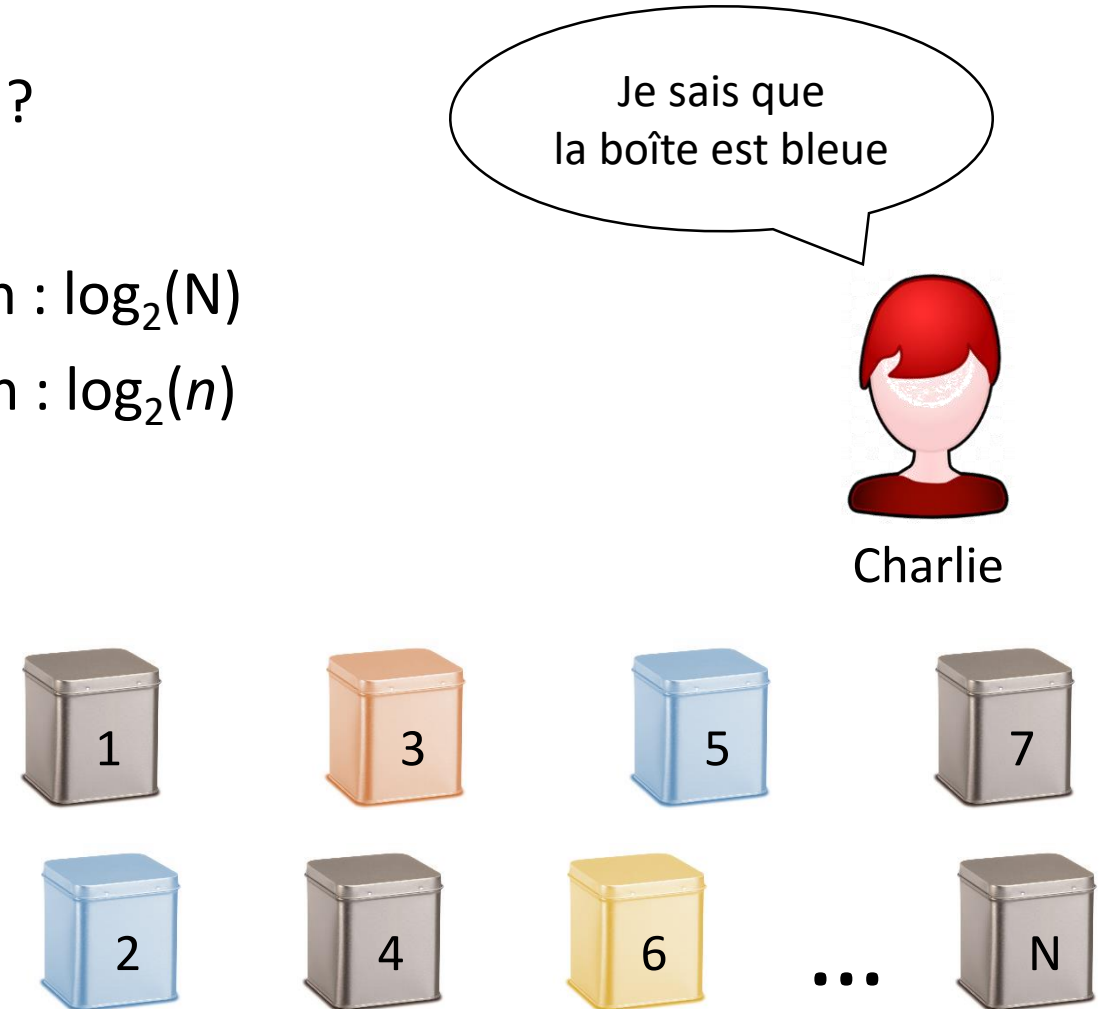 ?
Je sais que
la boîte est bleue
n : log₂(N)
n : log₂(n)
Charlie
1 3 5 7
2 4 6 ... N